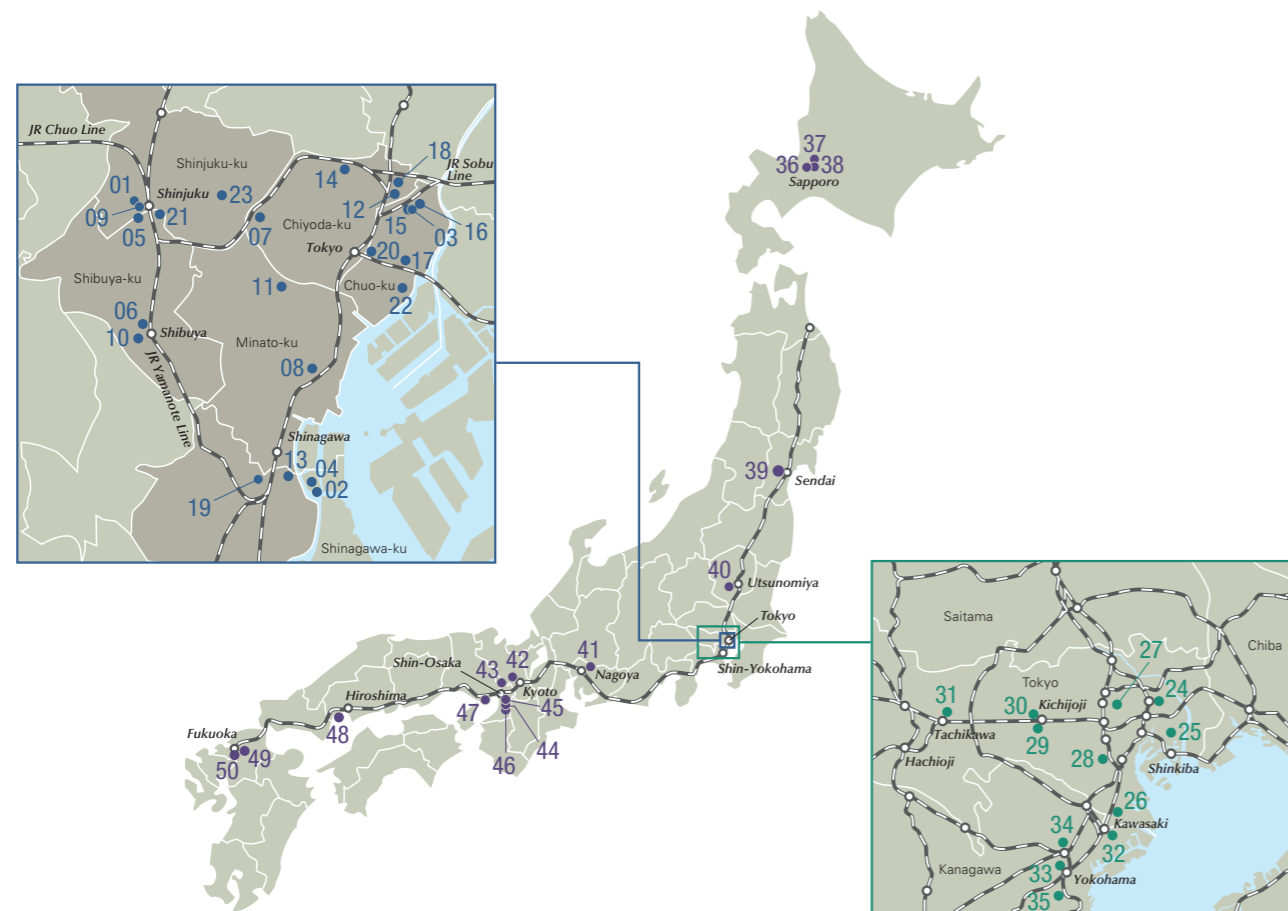 JR Chuo Line
Shinjuku-ku
01
Shinjuku
23
09
21
05
07
14
18
JR Sobu
Line
12
Chiyoda-ku
15
03
16
Tokyo
20
17
Shibuya-ku
11
Chuo-ku
22
06
Shibuya
10
Minato-ku
JR Yamanote Line
08
Shinagawa
13
04
02
19
Shinagawa-ku
37
36
38
Sapporo
39
Sendai
40
Utsunomiya
Tokyo
Shin-Yokohama
41
Nagoya
Shin-Osaka
42
43
Kyoto
45
47
44
46
Hiroshima
48
Fukuoka
49
50
Saitama
Chiba
27
Tokyo
24
31
30
Kichijoji
Tachikawa
29
25
28
Hachioji
Shinkiba
26
Kawasaki
34
32
Kanagawa
33
Yokohama
35